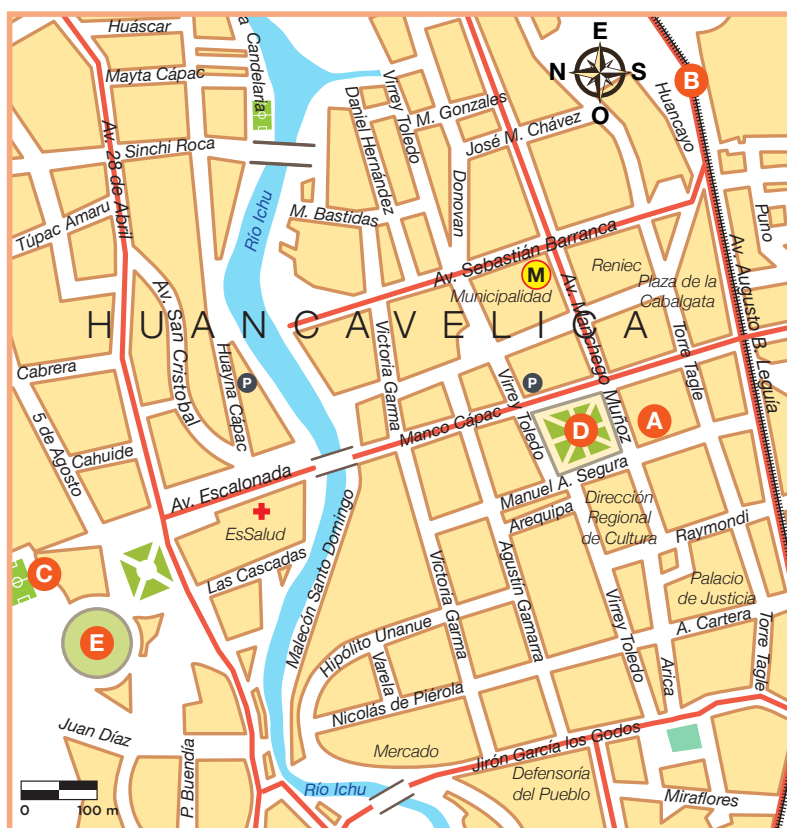 Huáscar
Mayta Cápac
a Candelaria
Sinchi Roca
Av. 28 de Abril
Túpac Amaru
Río Ichu
Virrey Toledo
Daniel Hernández
M. Gonzales
Donovan
José M. Chávez
M. Bastidas
E
N
S
O
B
Huancayo
Puno
Av. Sebastián Barranca
M
Municipalidad
Reniec
Plaza de la
Cabalgata
Av. Manchego Muñoz
Av. Augusto B. Leguía
HUANCAVELICA
Av. San Cristobal
Huayna Cápac
P
Victoria Garma
Torre Tagle
Cabrera
5 de Agosto
Cahuide
P
Virrey Toledo
Manco Cápac
D
A
Av. Escalonada
EsSalud
Las Cascadas
Malecón Santo Domingo
Manuel A. Segura
Arequipa
Dirección
Regional
de Cultura
Raymondi
C
E
Victoria Garma
Agustín Gamarra
Hipólito Unanue
Varela
Virrey Toledo
Palacio
de Justicia
A. Cartera
Arica
Torre Tagle
Nicolás de Piérola
Juan Díaz
P. Buendía
Mercado
Jirón García los Godos
Defensoría
del Pueblo
Miraflores
Río Ichu
0 100 m